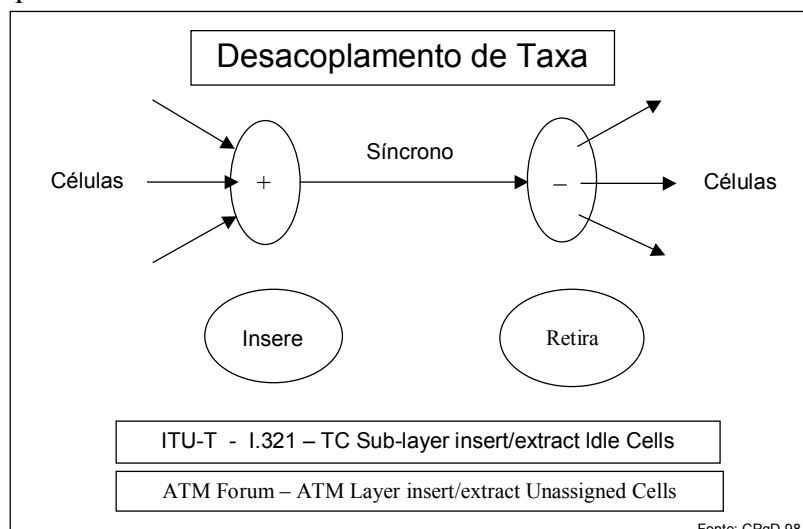 Desacoplamento de Taxa
Síncrono
Células + – Células
Insere Retira
ITU-T - I.321 – TC Sub-layer insert/extract Idle Cells
ATM Forum – ATM Layer insert/extract Unassigned Cells
Fonte: CPqD 98